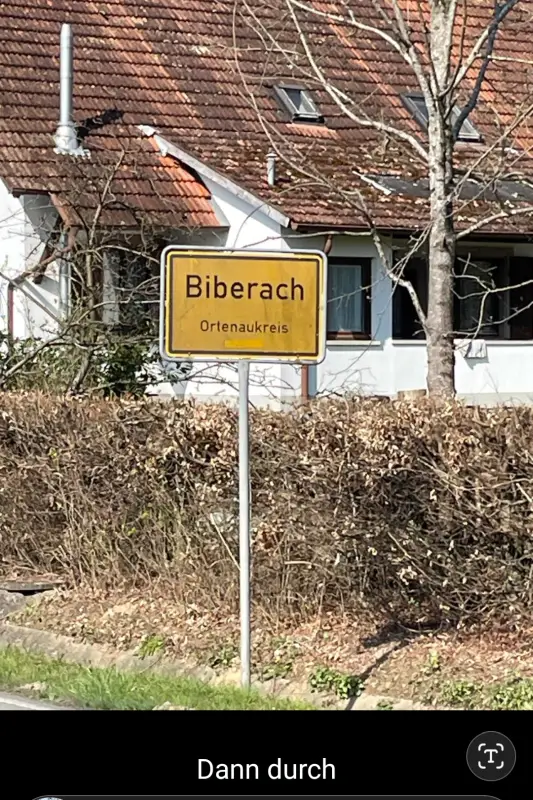 Biberach
Ortenaukreis
Dann durch